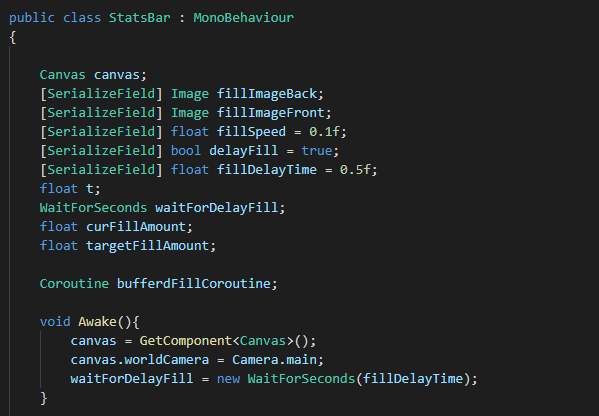 public class StatsBar : MonoBehaviour
{
Canvas canvas;
[SerializeField] Image fillImageBack;
[SerializeField] Image fillImageFront;
[SerializeField] float fillSpeed = 0.1f;
[SerializeField] bool delayFill = true;
[SerializeField] float fillDelayTime = 0.5f;
float t;
WaitForSeconds waitForDelayFill;
float curFillAmount;
float targetFillAmount;
Coroutine bufferdFillCoroutine;
void Awake(){
canvas = GetComponent<Canvas>();
canvas.worldCamera = Camera.main;
waitForDelayFill = new WaitForSeconds(fillDelayTime);
}